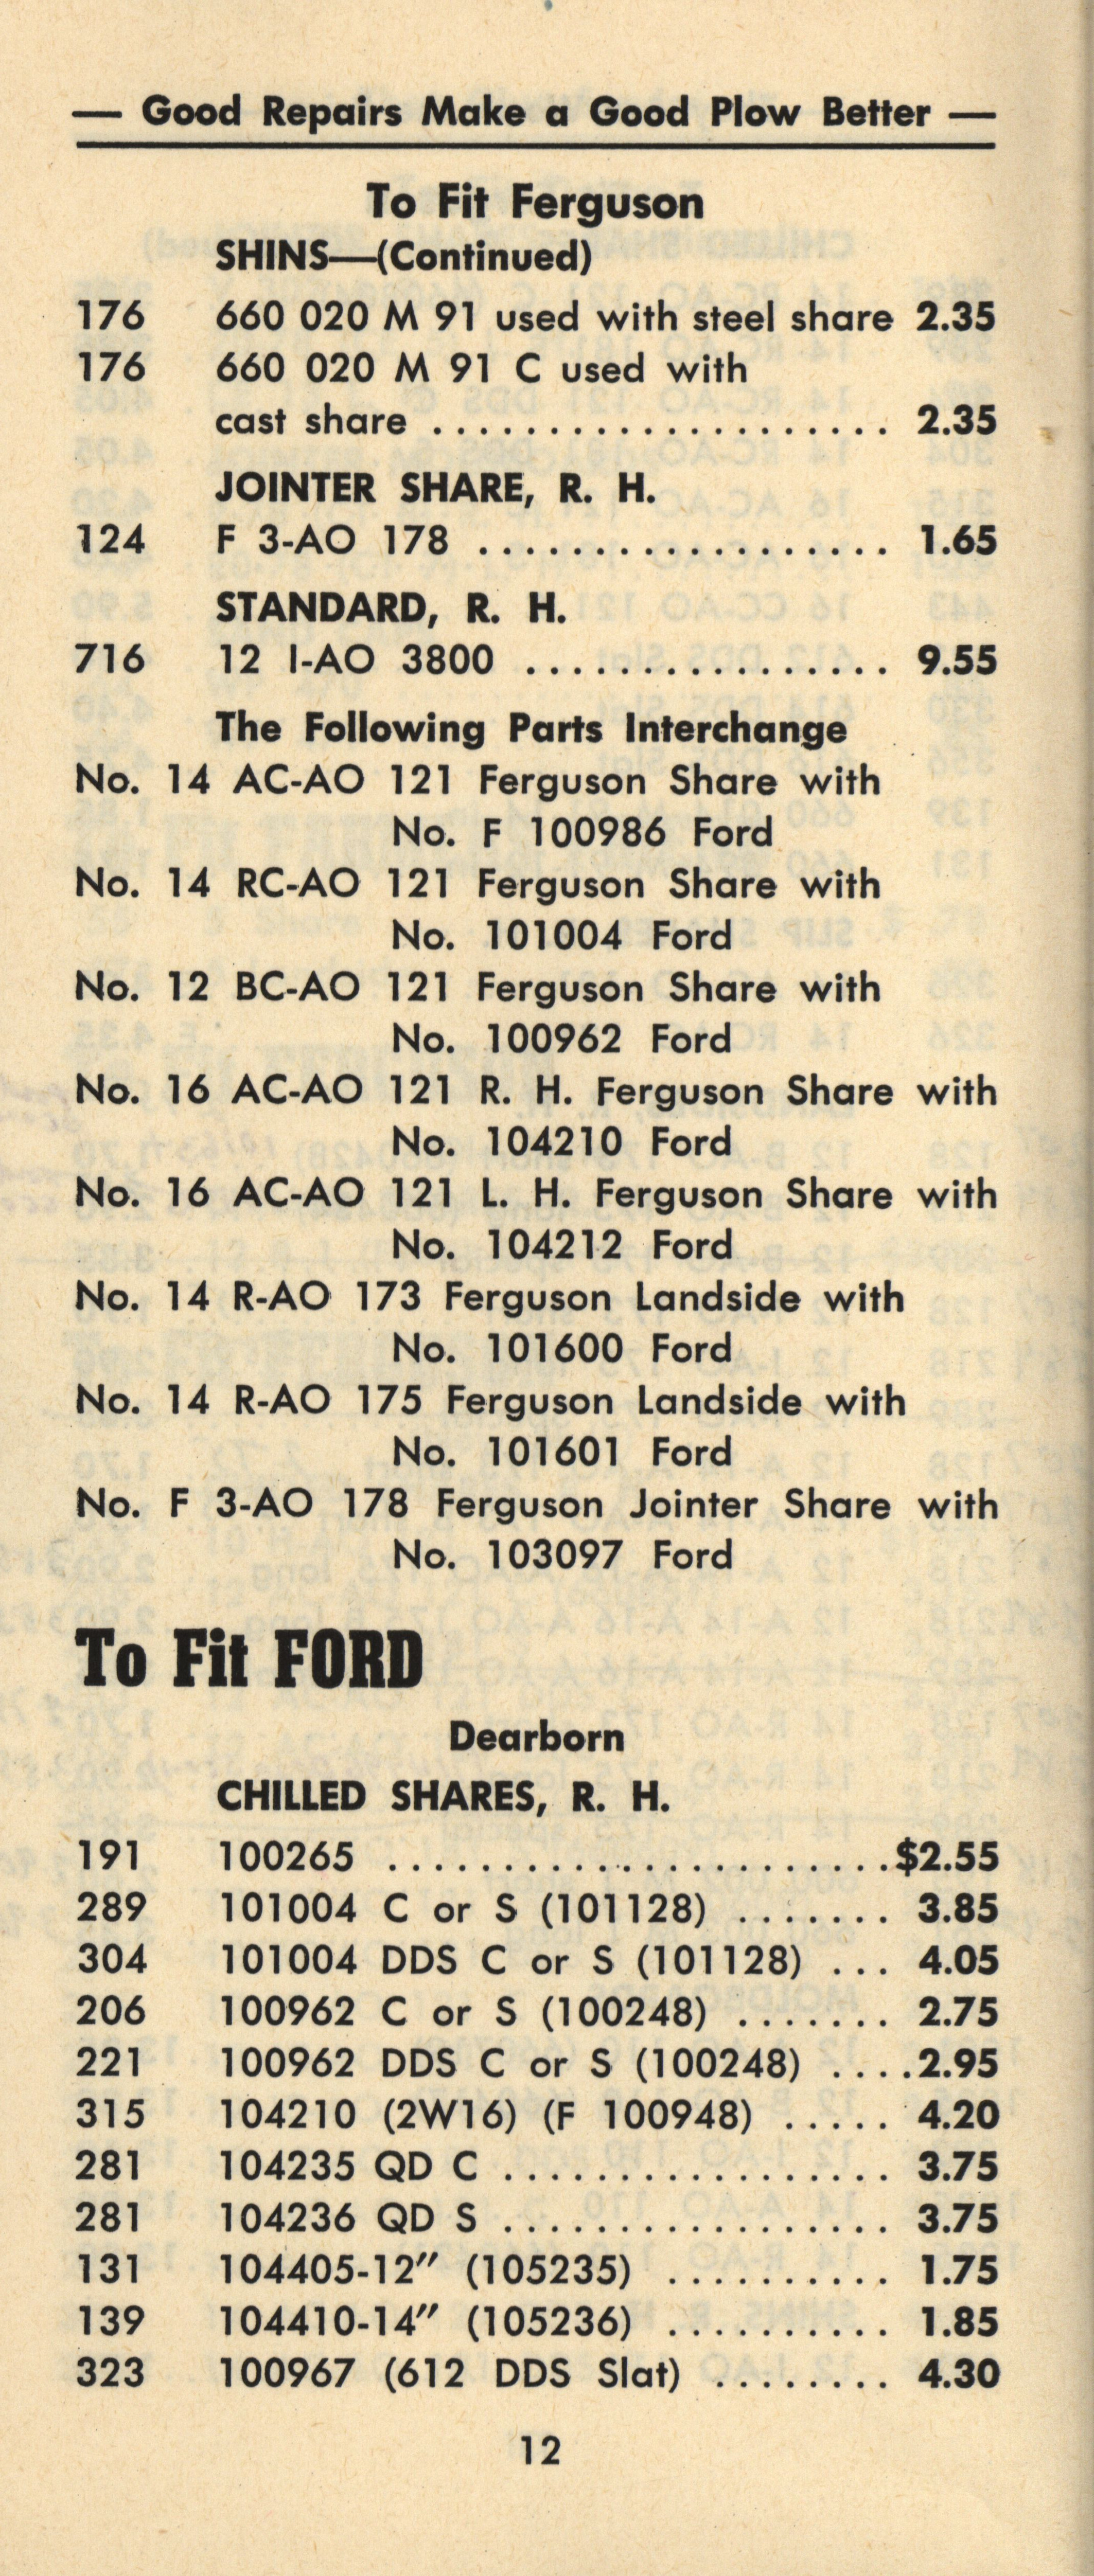 — Good Repairs Make a Good Plow Better —
To Fit Ferguson
SHINS—(Continued)
176 660 020 M 91 used with steel share 2.35
176 660 020 M 91 C used with
cast share .................... 2.35
JOINTER SHARE, R. H.
124 F 3-AO 178 .................. 1.65
STANDARD, R. H.
716 12 I-AO 3800 ................ 9.55
The Following Parts Interchange
No. 14 AC-AO 121 Ferguson Share with
No. F 100986 Ford
No. 14 RC-AO 121 Ferguson Share with
No. 101004 Ford
No. 12 BC-AO 121 Ferguson Share with
No. 100962 Ford
No. 16 AC-AO 121 R. H. Ferguson Share with
No. 104210 Ford
No. 16 AC-AO 121 L. H. Ferguson Share with
No. 104212 Ford
No. 14 R-AO 173 Ferguson Landside with
No. 101600 Ford
No. 14 R-AO 175 Ferguson Landside with
No. 101601 Ford
No. F 3-AO 178 Ferguson Jointer Share with
No. 103097 Ford
To Fit FORD
Dearborn
CHILLED SHARES, R. H.
191 100265 ...................... $2.55
289 101004 C or S (101128) ....... 3.85
304 101004 DDS C or S (101128) ... 4.05
206 100962 C or S (100248) ....... 2.75
221 100962 DDS C or S (100248) .... 2.95
315 104210 (2W16) (F 100948) ..... 4.20
281 104235 QD C ................. 3.75
281 104236 QD S ................. 3.75
131 104405-12″ (105235) .......... 1.75
139 104410-14″ (105236) .......... 1.85
323 100967 (612 DDS Slat) ........ 4.30
12